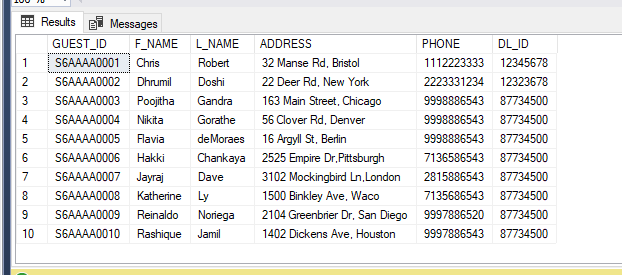 Results Messages
GUEST_ID F_NAME L_NAME ADDRESS PHONE DL_ID
1 S6AAAA0001 Chris Robert 32 Manse Rd, Bristol 1112223333 12345678
2 S6AAAA0002 Dhrumil Doshi 22 Deer Rd, New York 2223331234 12323678
3 S6AAAA0003 Poojitha Gandra 163 Main Street, Chicago 9998886543 87734500
4 S6AAAA0004 Nikita Gorathe 56 Clover Rd, Denver 9998886543 87734500
5 S6AAAA0005 Flavia deMoraes 16 Argyll St, Berlin 9998886543 87734500
6 S6AAAA0006 Hakki Chankaya 2525 Empire Dr,Pittsburgh 7136586543 87734500
7 S6AAAA0007 Jayraj Dave 3102 Mockingbird Ln,London 2815886543 87734500
8 S6AAAA0008 Katherine Ly 1500 Binkley Ave, Waco 7135686543 87734500
9 S6AAAA0009 Reinaldo Noriega 2104 Greenbrier Dr, San Diego 9997886520 87734500
10 S6AAAA0010 Rashique Jamil 1402 Dickens Ave, Houston 9997886543 87734500